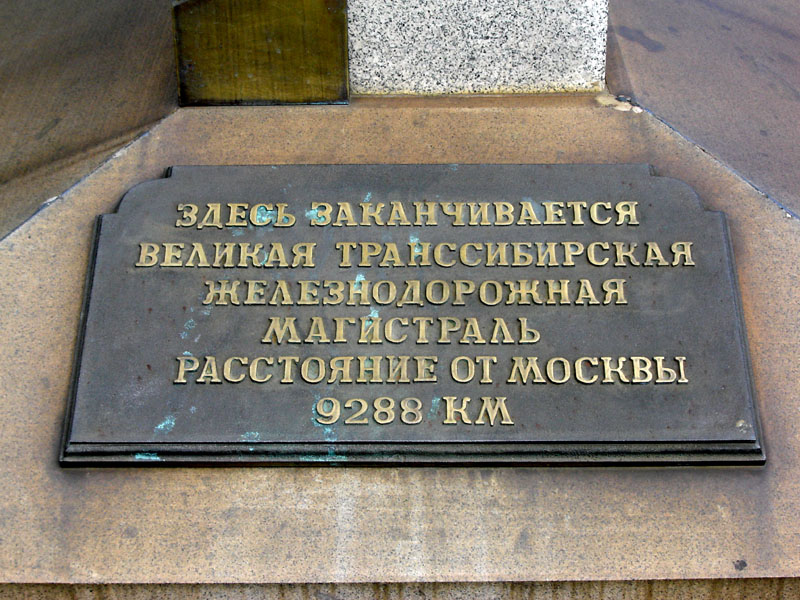 ЗДЕСЬ ЗАКАНЧИВАЕТСЯ
ВЕЛИКАЯ ТРАНССИБИРСКАЯ
ЖЕЛЕЗНОДОРОЖНАЯ
МАГИСТРАЛЬ
РАССТОЯНИЕ ОТ МОСКВЫ
9288 КМ